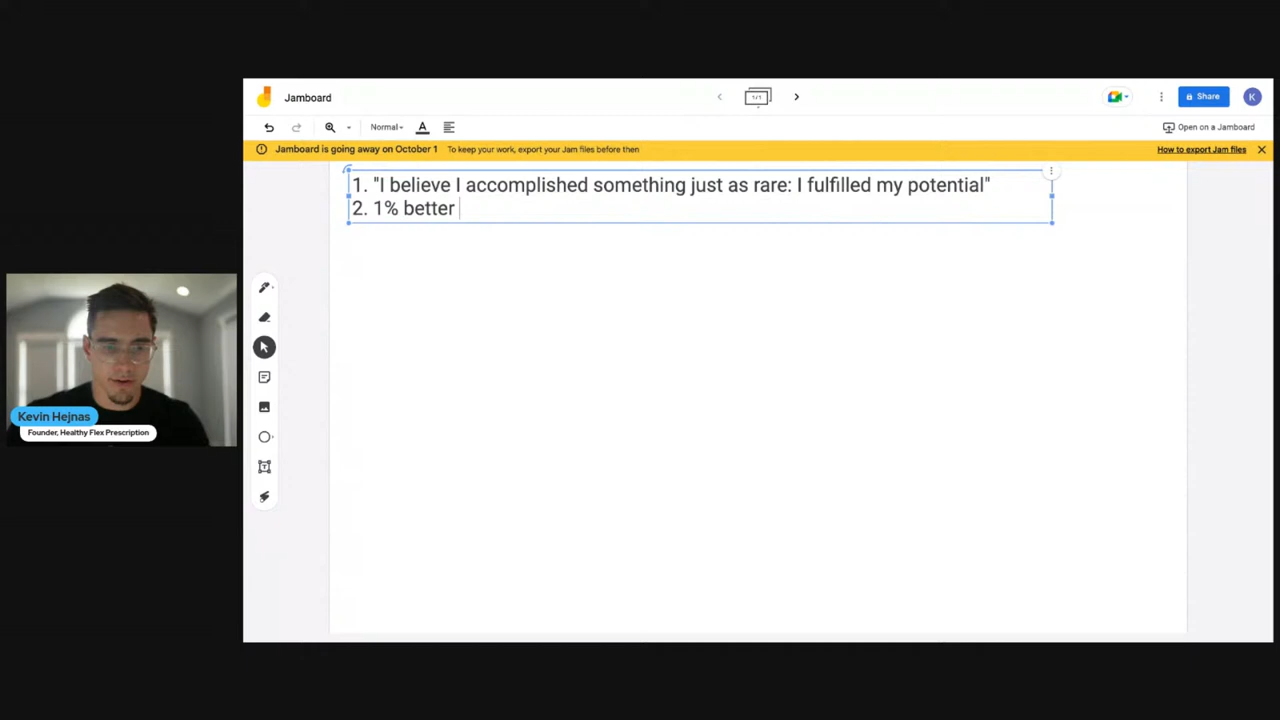 Jamboard
1/1
Share
K
Normal
A
Open on a Jamboard
Jamboard is going away on October 1 To keep your work, export your Jam files before then
How to export Jam files
1. "I believe I accomplished something just as rare: I fulfilled my potential"
2. 1% better
Kevin Hejnas
Founder, Healthy Flex Prescription